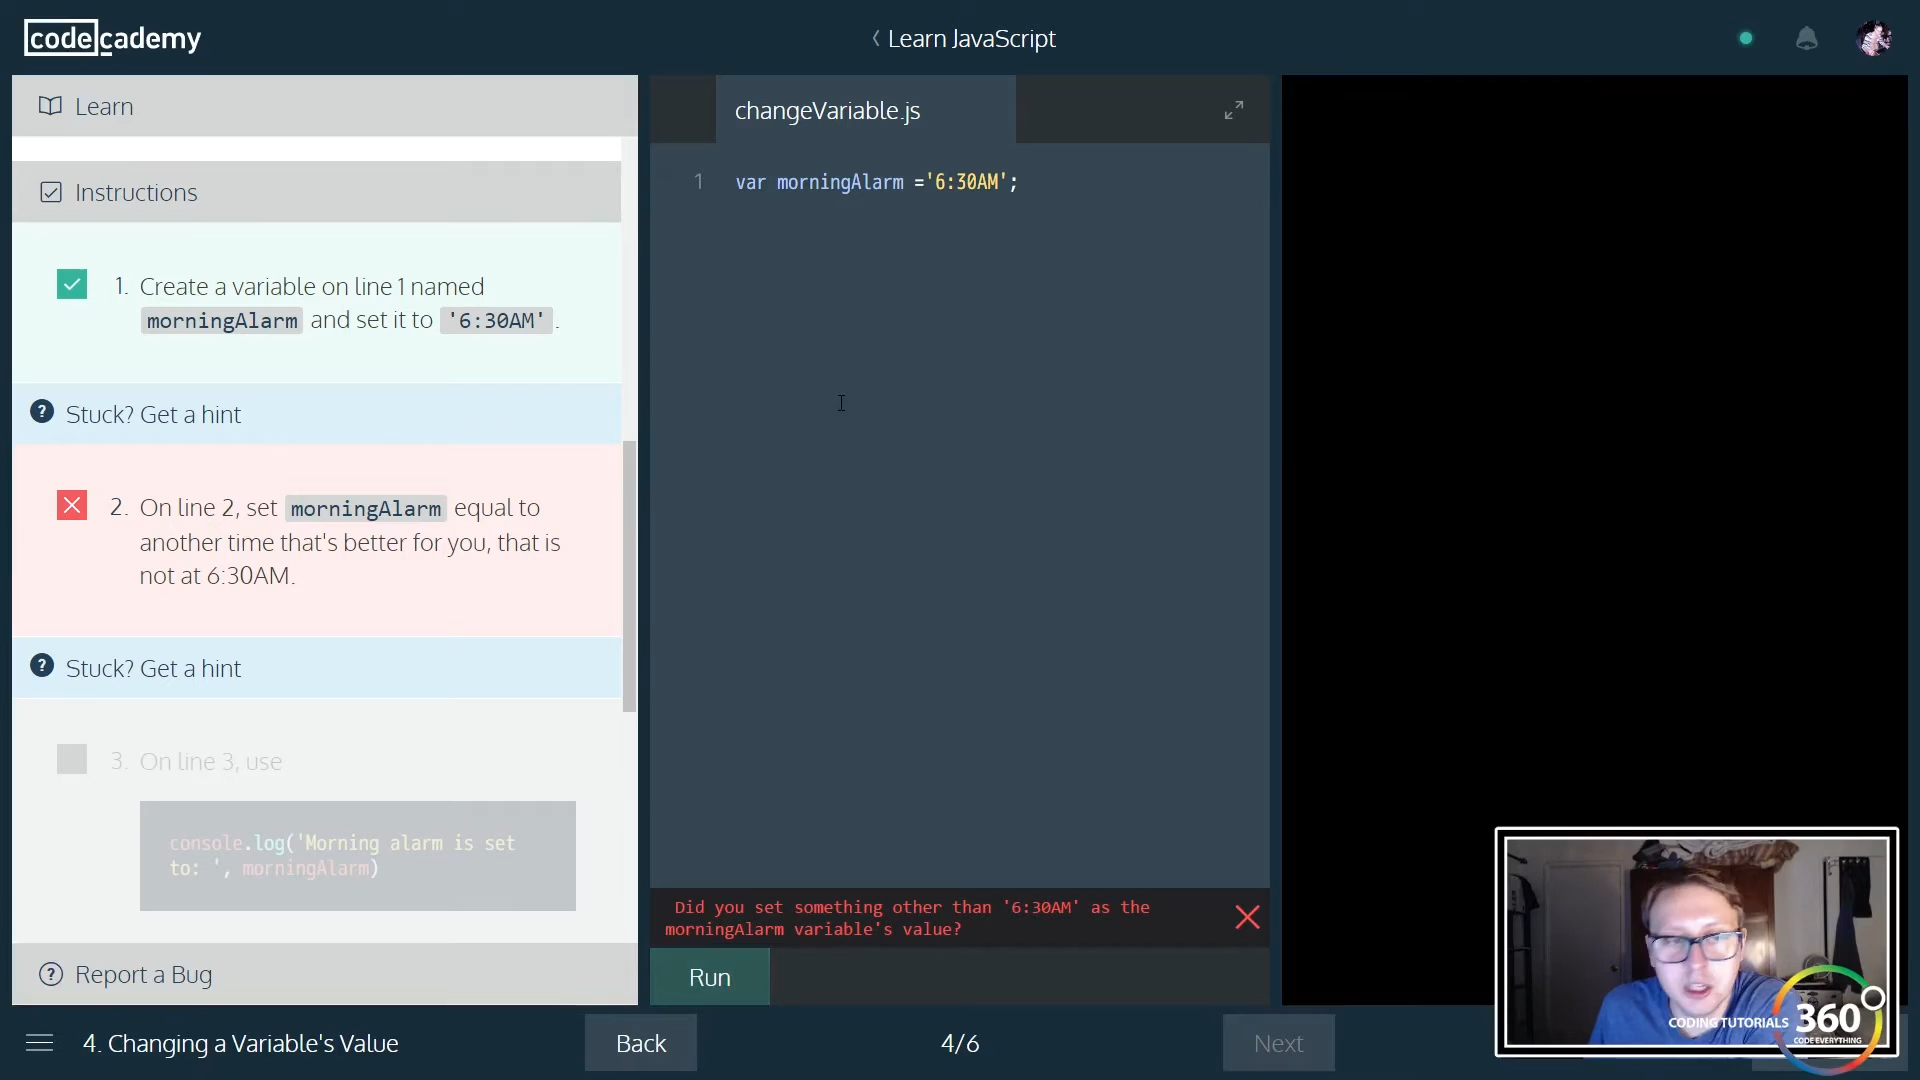 codecademy
Learn JavaScript
Learn
Instructions
1. Create a variable on line 1 named
morningAlarm and set it to '6:30AM'.
? Stuck? Get a hint
2. On line 2, set morningAlarm equal to
another time that's better for you, that is
not at 6:30AM.
? Stuck? Get a hint
3. On line 3, use
console.log('Morning alarm is set
to: ', morningAlarm)
? Report a Bug
changeVariable.js
1 var morningAlarm ='6:30AM';
Did you set something other than '6:30AM' as the
morningAlarm variable's value?
Run
4. Changing a Variable's Value
Back
4/6
Next
CODING TUTORIALS 360
CODE EVERYTHING